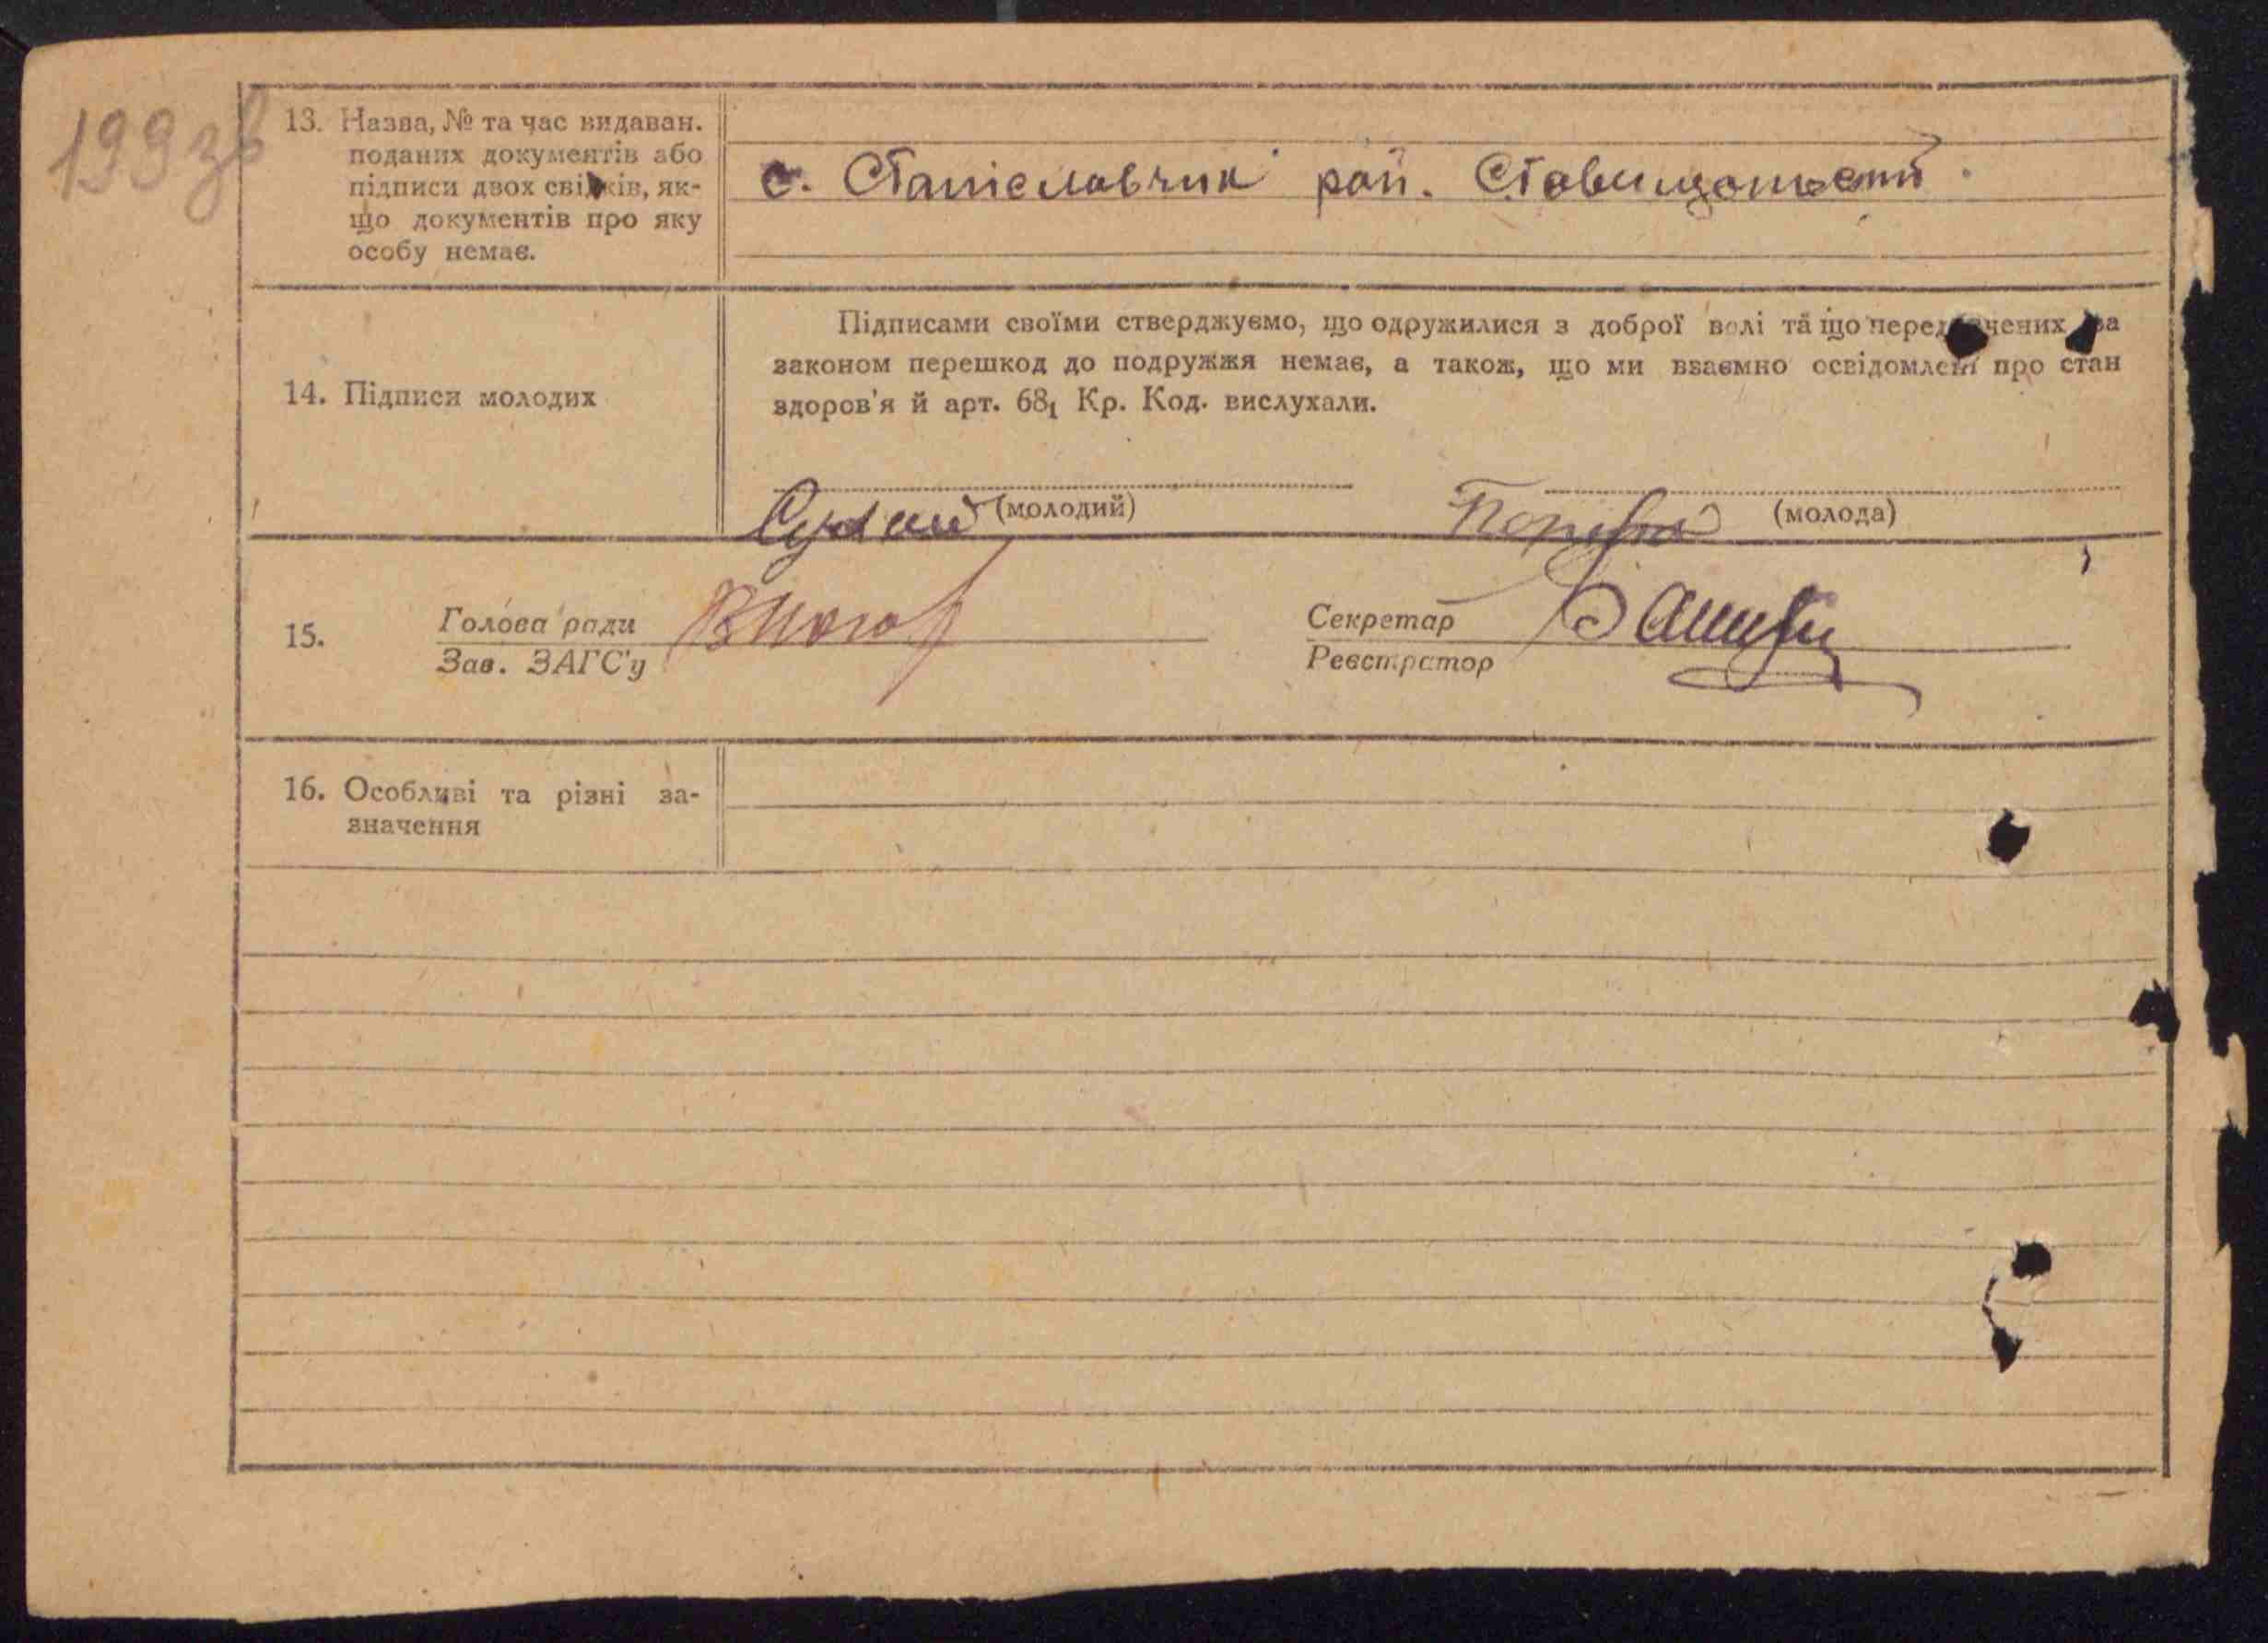 199зв
13. Назва, № та час видаван.
поданих документів або
підписи двох свідків, як-
що документів про яку
особу немає.
с. Станіславчик рай. Ставищанський.
14. Підписи молодих
Підписами своїми стверджуємо, що одружилися з доброї волі та що передбачених за
законом перешкод до подружжя немає, а також, що ми взаємно освідомлені про стан
здоров'я й арт. 68₁ Кр. Код. вислухали.
(молодий) (молода)
15. Голова ради Секретар
Зав. ЗАГС'у Реєстратор
16. Особливі та різні за-
значення